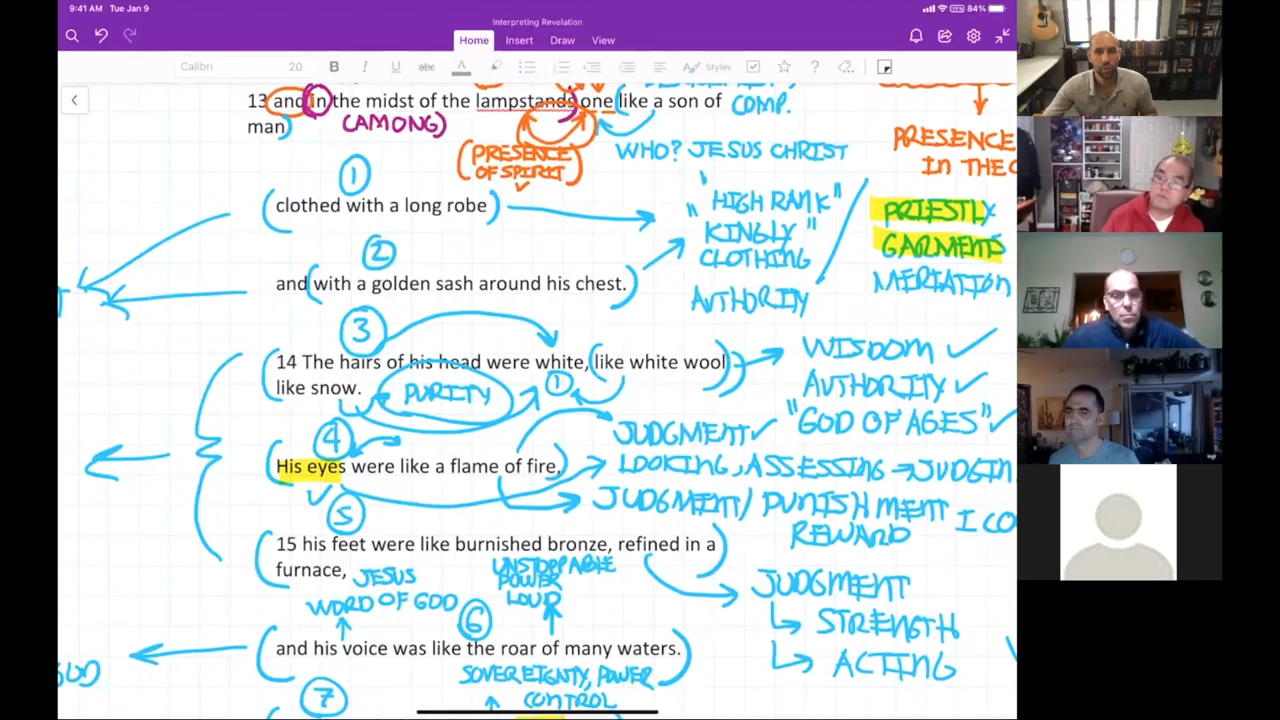 9:41 AM Tue Jan 9
84%
Interpreting Revelation
Home Insert Draw View
Calibri 20 B I U abc A Styles
13 and in the midst of the lampstands one like a son of
man
COMP.
(AMONG)
(PRESENCE
OF SPIRIT)
WHO? JESUS CHRIST
PRESENCE
IN THE
1
clothed with a long robe
"HIGH RANK"
"KINGLY"
CLOTHING
AUTHORITY
PRIESTLY
GARMENTS
MEDIATION
2
and with a golden sash around his chest.
3
14 The hairs of his head were white, like white wool
like snow.
PURITY
1
WISDOM
AUTHORITY
"GOD OF AGES"
4
His eyes were like a flame of fire,
JUDGMENT
LOOKING, ASSESSING → JUDGIN
JUDGMENT/ PUNISHMENT
REWARD
I CO
5
15 his feet were like burnished bronze, refined in a
furnace,
JESUS
WORD OF GOD
UNSTOPPABLE
POWER
LOUD
JUDGMENT
STRENGTH
ACTING
6
and his voice was like the roar of many waters.
SOVEREIGNTY, POWER
CONTROL
7